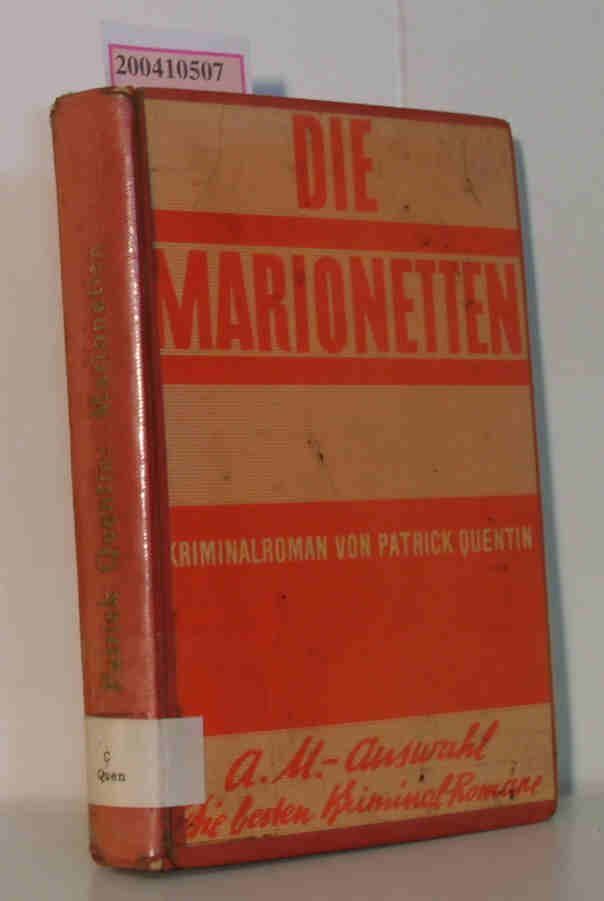 200410507
DIE
MARIONETTEN
KRIMINALROMAN VON PATRICK QUENTIN
A. M.-Auswahl
die besten Kriminal-Romane
Patrick Quentin: Marionetten
C
Quen